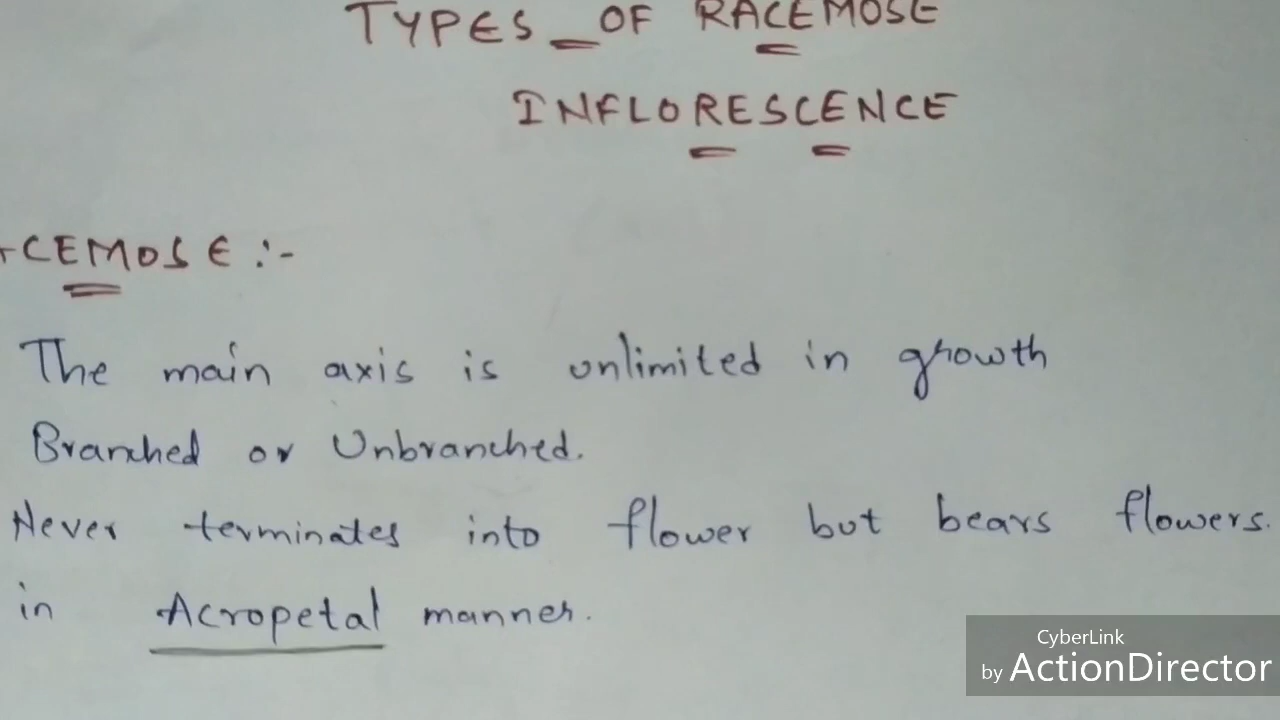 TYPES OF RACEMOSE
INFLORESCENCE
CEMOSE :-
The main axis is unlimited in growth
Branched or Unbranched.
Never terminates into flower but bears flowers.
in Acropetal manner.
CyberLink
by ActionDirector